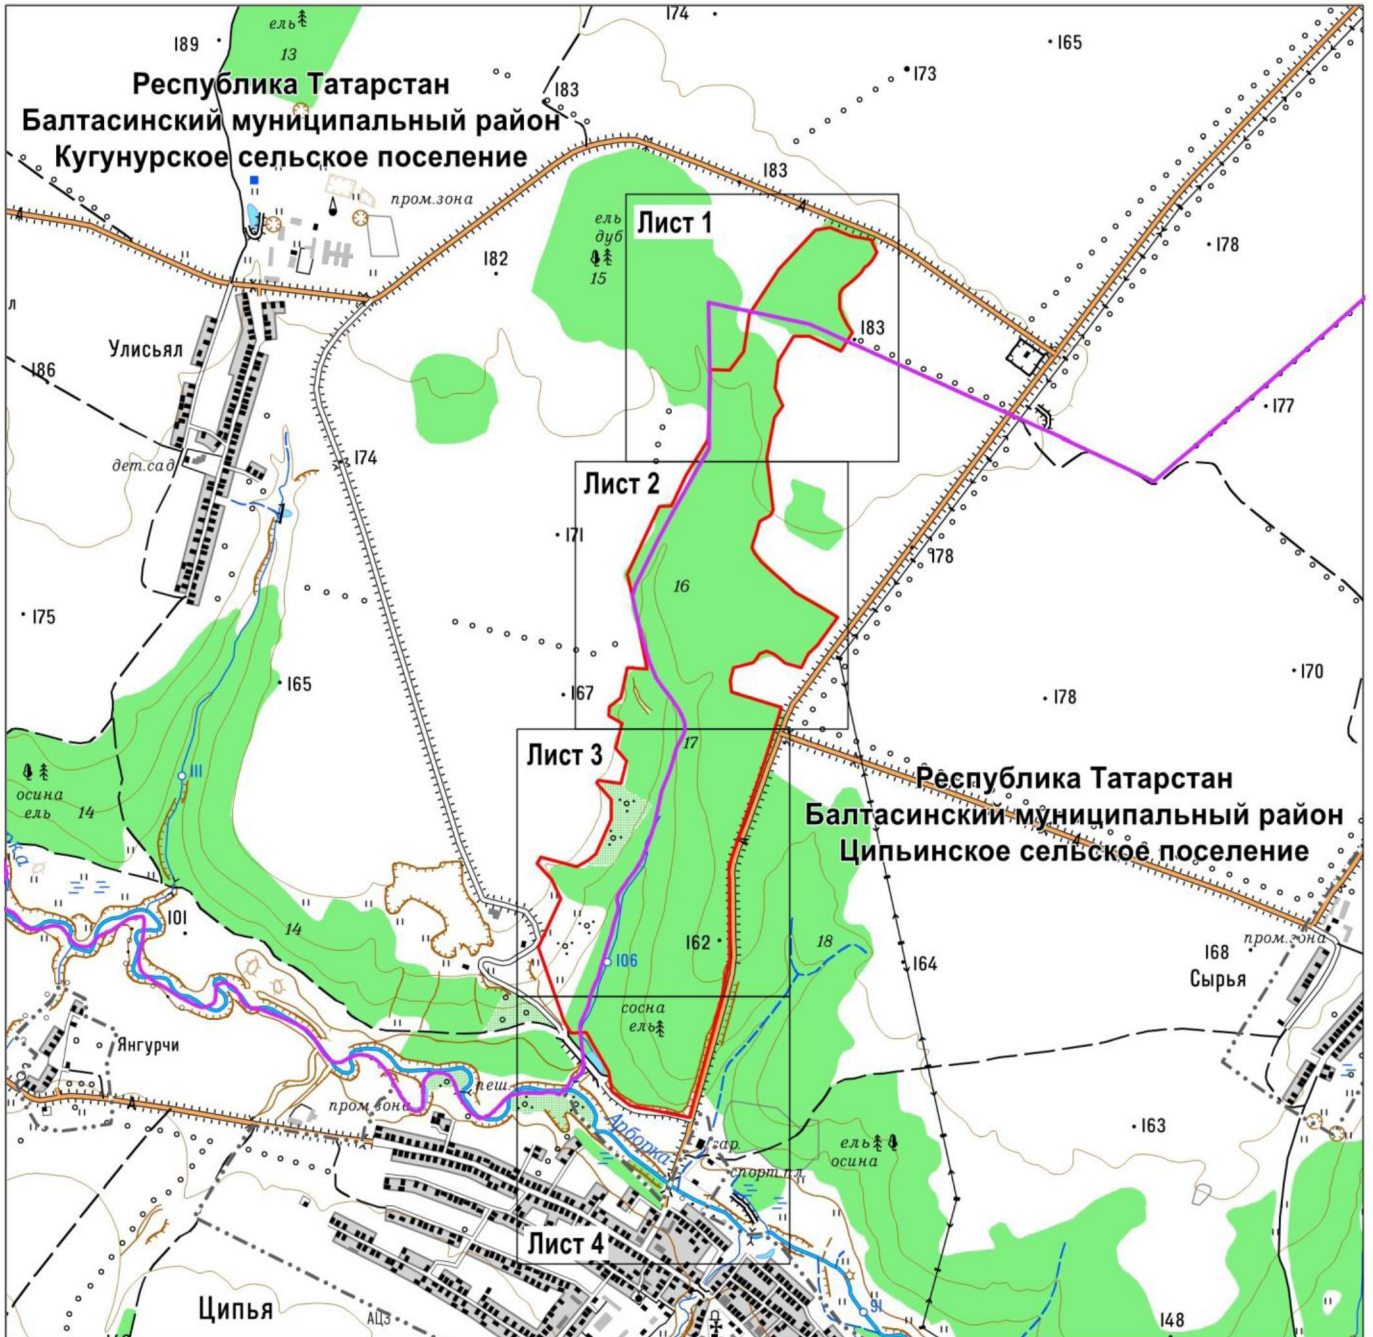 174
ель
189
13
165
173
Республика Татарстан
183
Балтасинский муниципальный район
Кугунурское сельское поселение
183
пром.зона
ель
дуб
Лист 1
15
178
182
л
183
Улисьял
186
177
дет.сад
174
Лист 2
171
178
16
175
165
167
170
178
17
Лист 3
111
осина
ель
14
Республика Татарстан
Балтасинский муниципальный район
Ципьинское сельское поселение
101
14
162
18
106
164
168
пром.зона
Сырья
сосна
ель
Янгурчи
пеш.
пром зона
Арборка
163
ель
осина
спорт.пл.
Лист 4
Ципья
АЦЗ
91
148